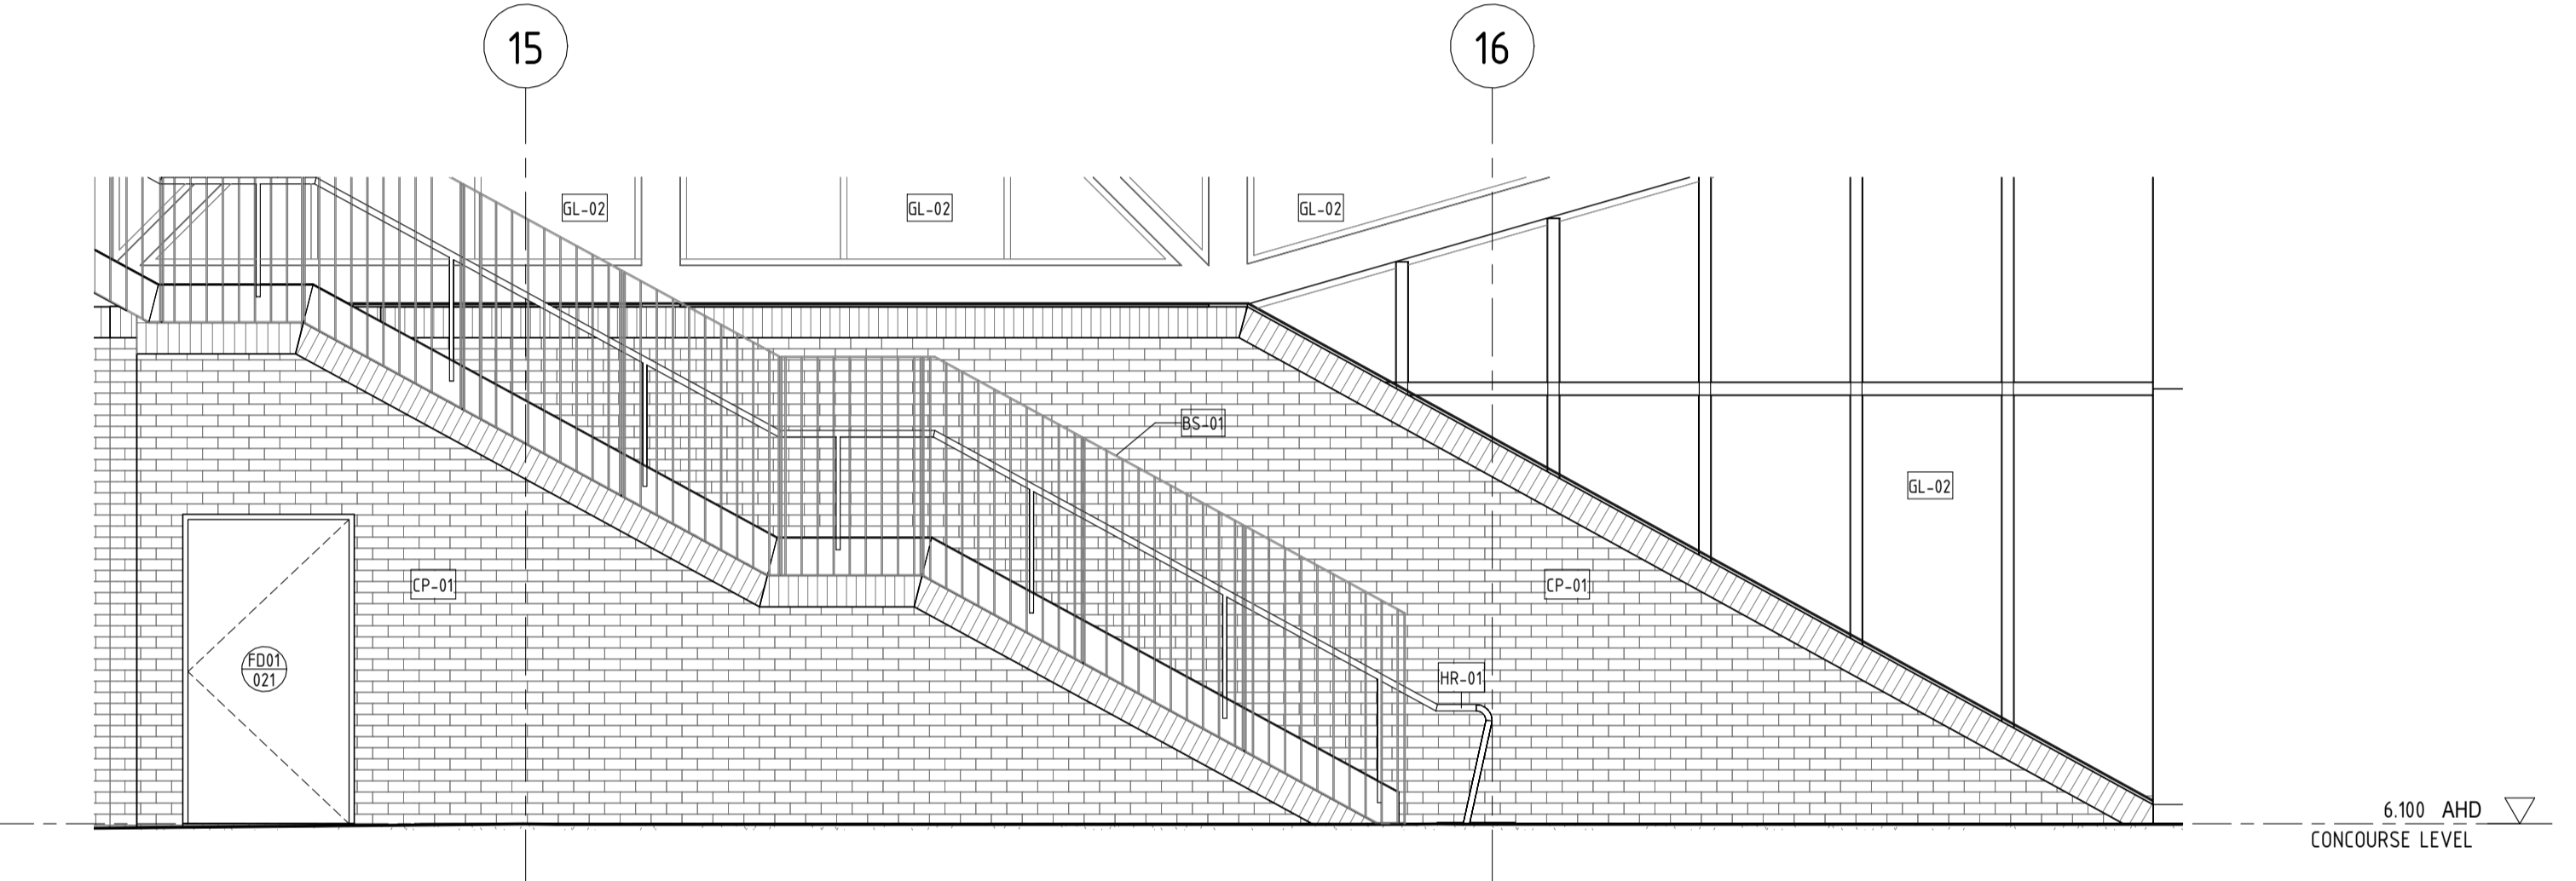 15
16
GL-02
GL-02
GL-02
BS-01
GL-02
CP-01
CP-01
FD01
021
HR-01
6.100 AHD
CONCOURSE LEVEL